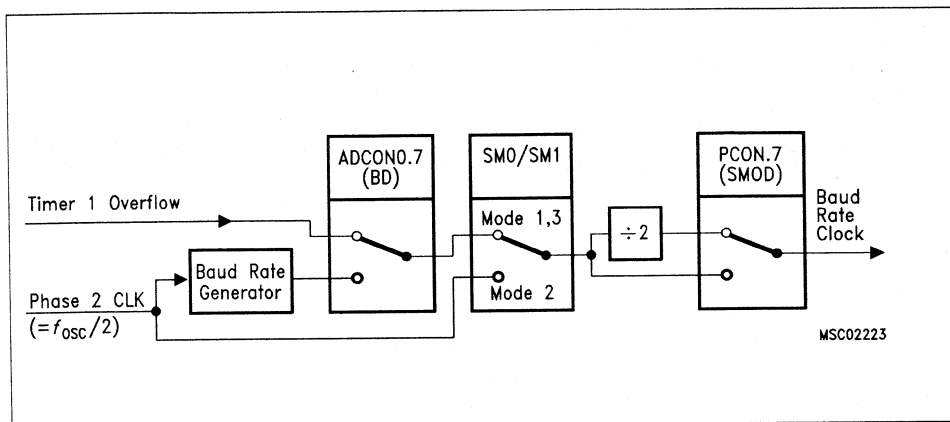 ADCON0.7
(BD)
SM0/SM1
PCON.7
(SMOD)
Timer 1 Overflow
Mode 1,3
÷2
Baud
Rate
Clock
Baud Rate
Generator
Phase 2 CLK
(=fOSC/2)
Mode 2
MSC02223